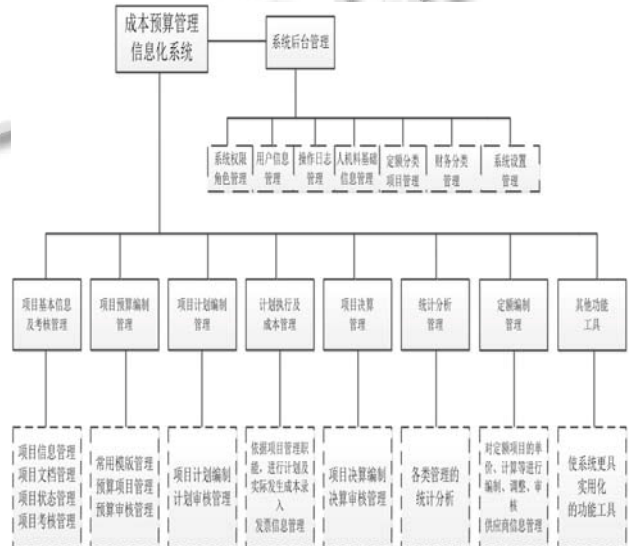 成本预算管理
信息化系统
系统后台管理
系统权限
角色管理
用户信息
管理
操作日志
管理
人机料基础
信息管理
定额分类
项目管理
财务分类
管理
系统设置
管理
项目基本信息
及考核管理
项目预算编制
管理
项目计划编制
管理
计划执行及
成本管理
项目决算
管理
统计分析
管理
定额编制
管理
其他功能
工具
项目信息管理
项目文档管理
项目状态管理
项目考核管理
常用模版管理
预算项目管理
预算审核管理
项目计划编制
计划审核管理
依据项目管理职
能，进行计划及
实际发生成本录
入
发票信息管理
项目决算编制
决算审核管理
各类管理的
统计分析
对定额项目的单
价、计算等进行
编制、调整、审
核
供应商信息管理
使系统更具
实用化
的功能工具